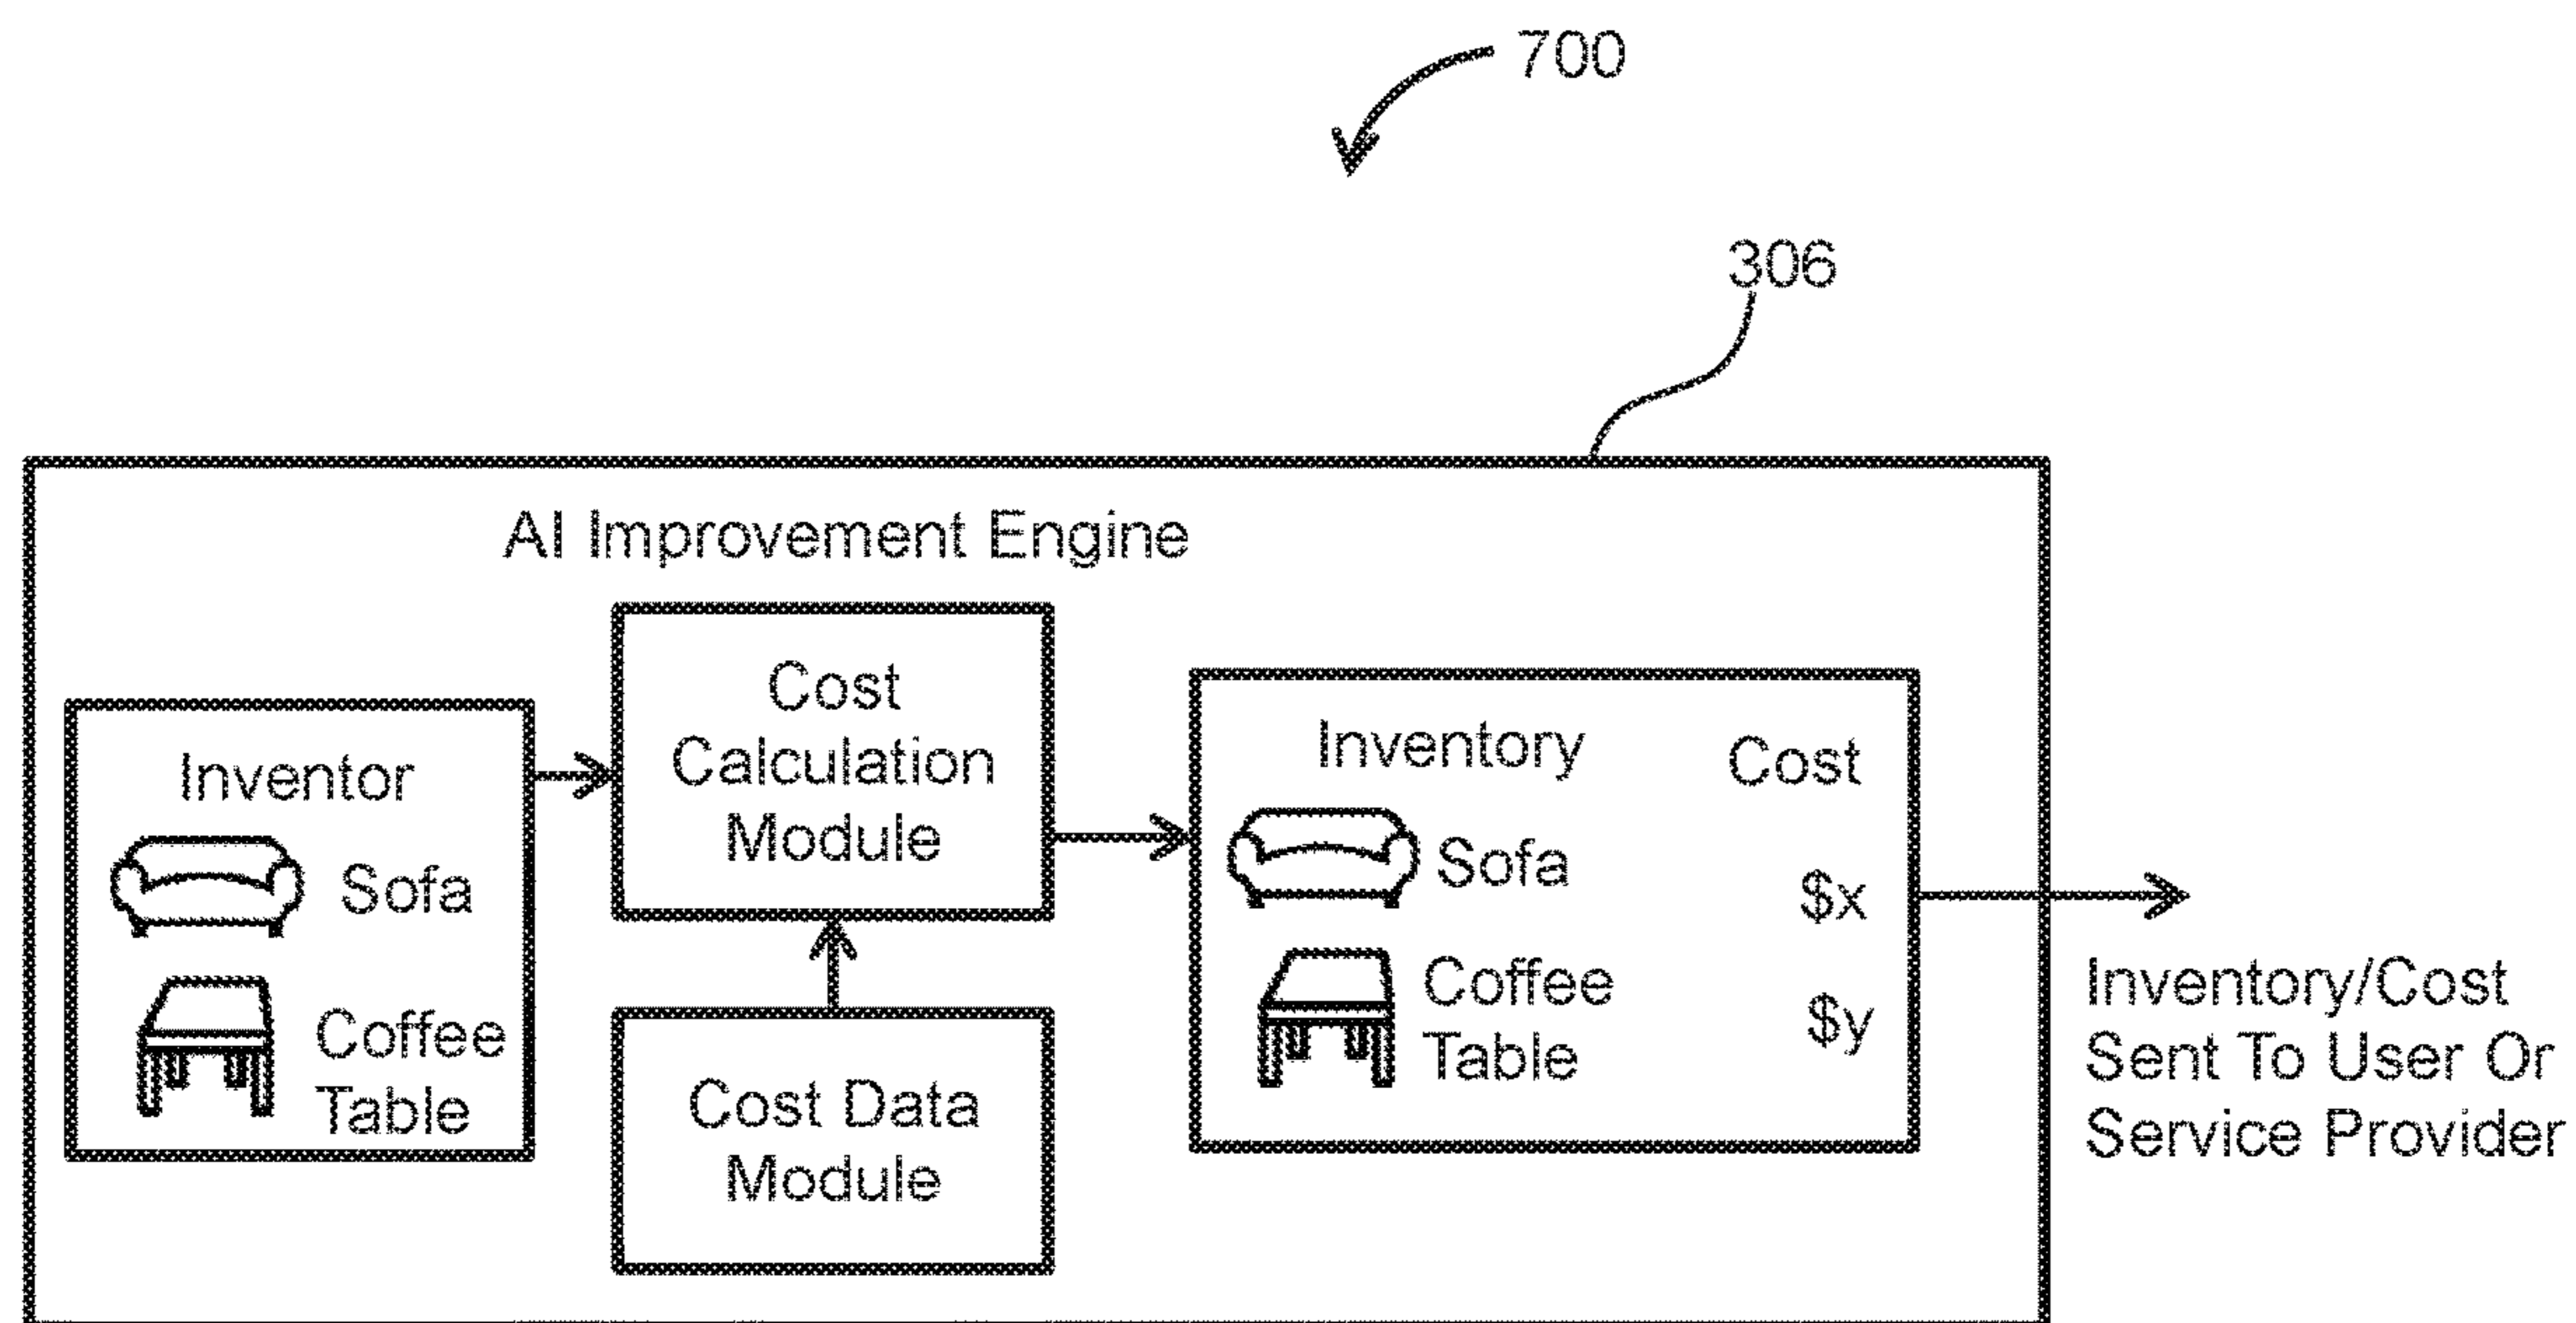 700
306
AI Improvement Engine
Inventor
Sofa
Coffee
Table
Cost
Calculation
Module
Cost Data
Module
Inventory
Cost
Sofa
$x
Coffee
Table
$y
Inventory/Cost
Sent To User Or
Service Provider